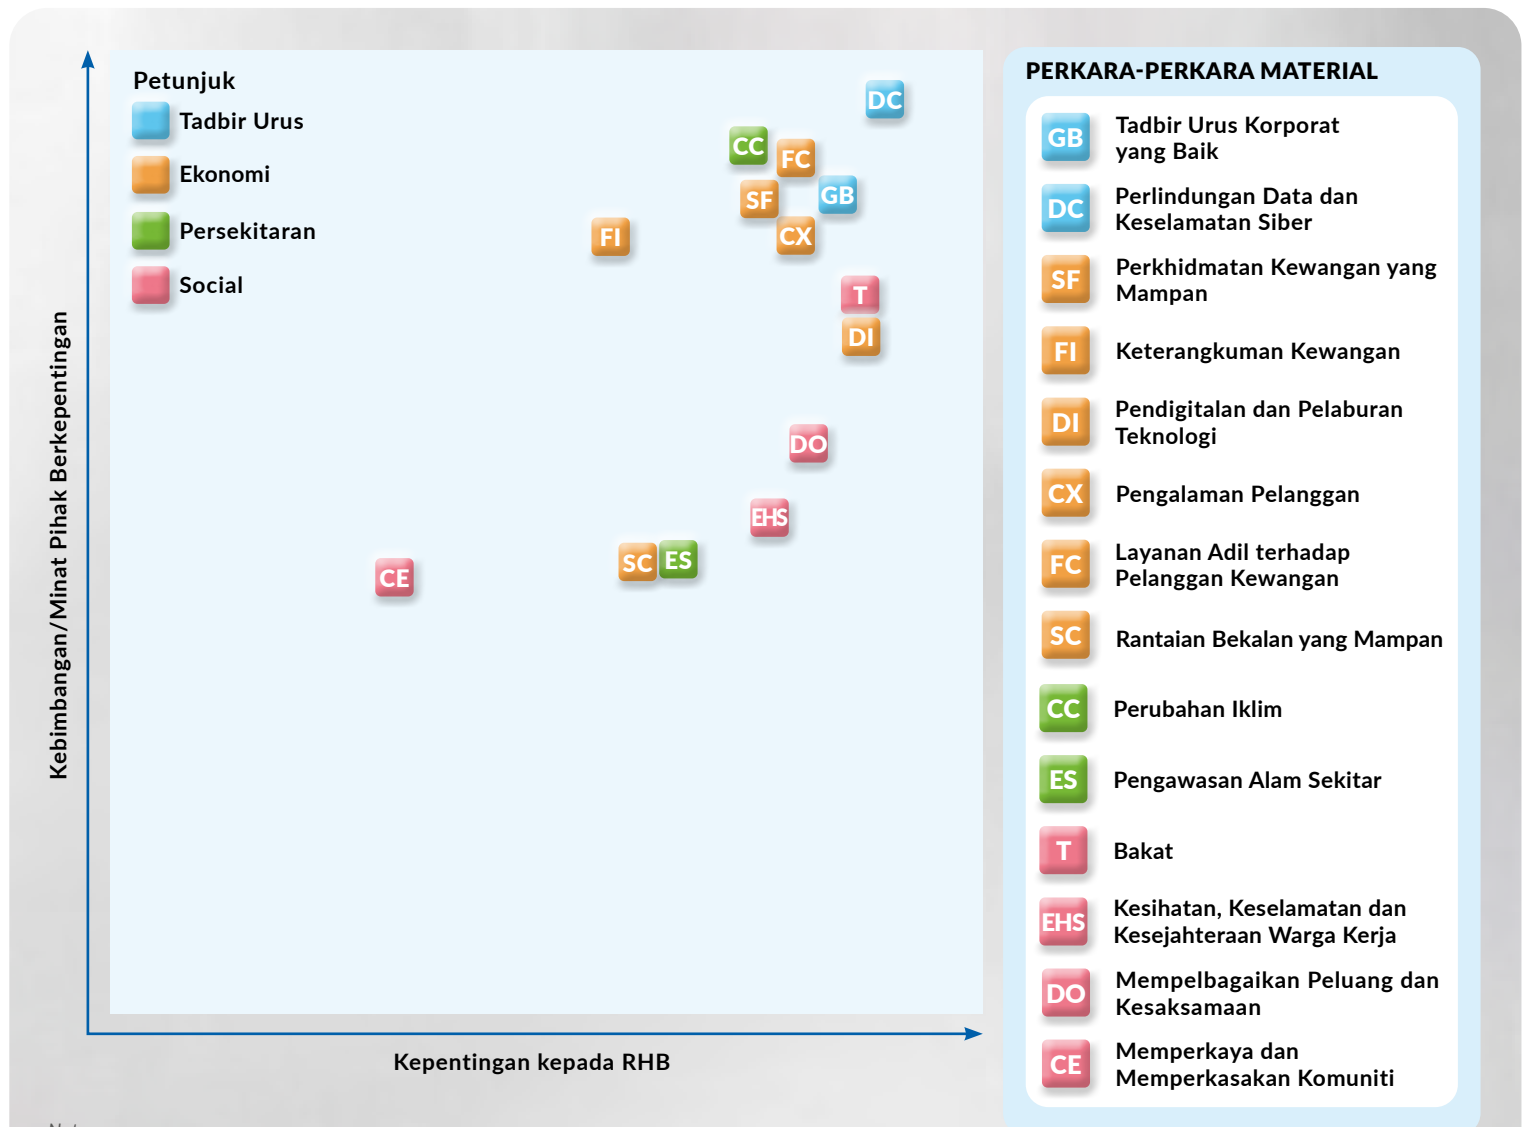 Petunjuk
Tadbir Urus
Ekonomi
Persekitaran
Social
Kebimbangan/Minat Pihak Berkepentingan
DC
CC
FC
SF
GB
CX
FI
T
DI
DO
EHS
SC
ES
CE
Kepentingan kepada RHB
PERKARA-PERKARA MATERIAL
GB
Tadbir Urus Korporat
yang Baik
DC
Perlindungan Data dan
Keselamatan Siber
SF
Perkhidmatan Kewangan yang
Mampan
FI
Keterangkuman Kewangan
DI
Pendigitalan dan Pelaburan
Teknologi
CX
Pengalaman Pelanggan
FC
Layanan Adil terhadap
Pelanggan Kewangan
SC
Rantaian Bekalan yang Mampan
CC
Perubahan Iklim
ES
Pengawasan Alam Sekitar
T
Bakat
EHS
Kesihatan, Keselamatan dan
Kesejahteraan Warga Kerja
DO
Mempelbagaikan Peluang dan
Kesaksamaan
CE
Memperkaya dan
Memperkasakan Komuniti